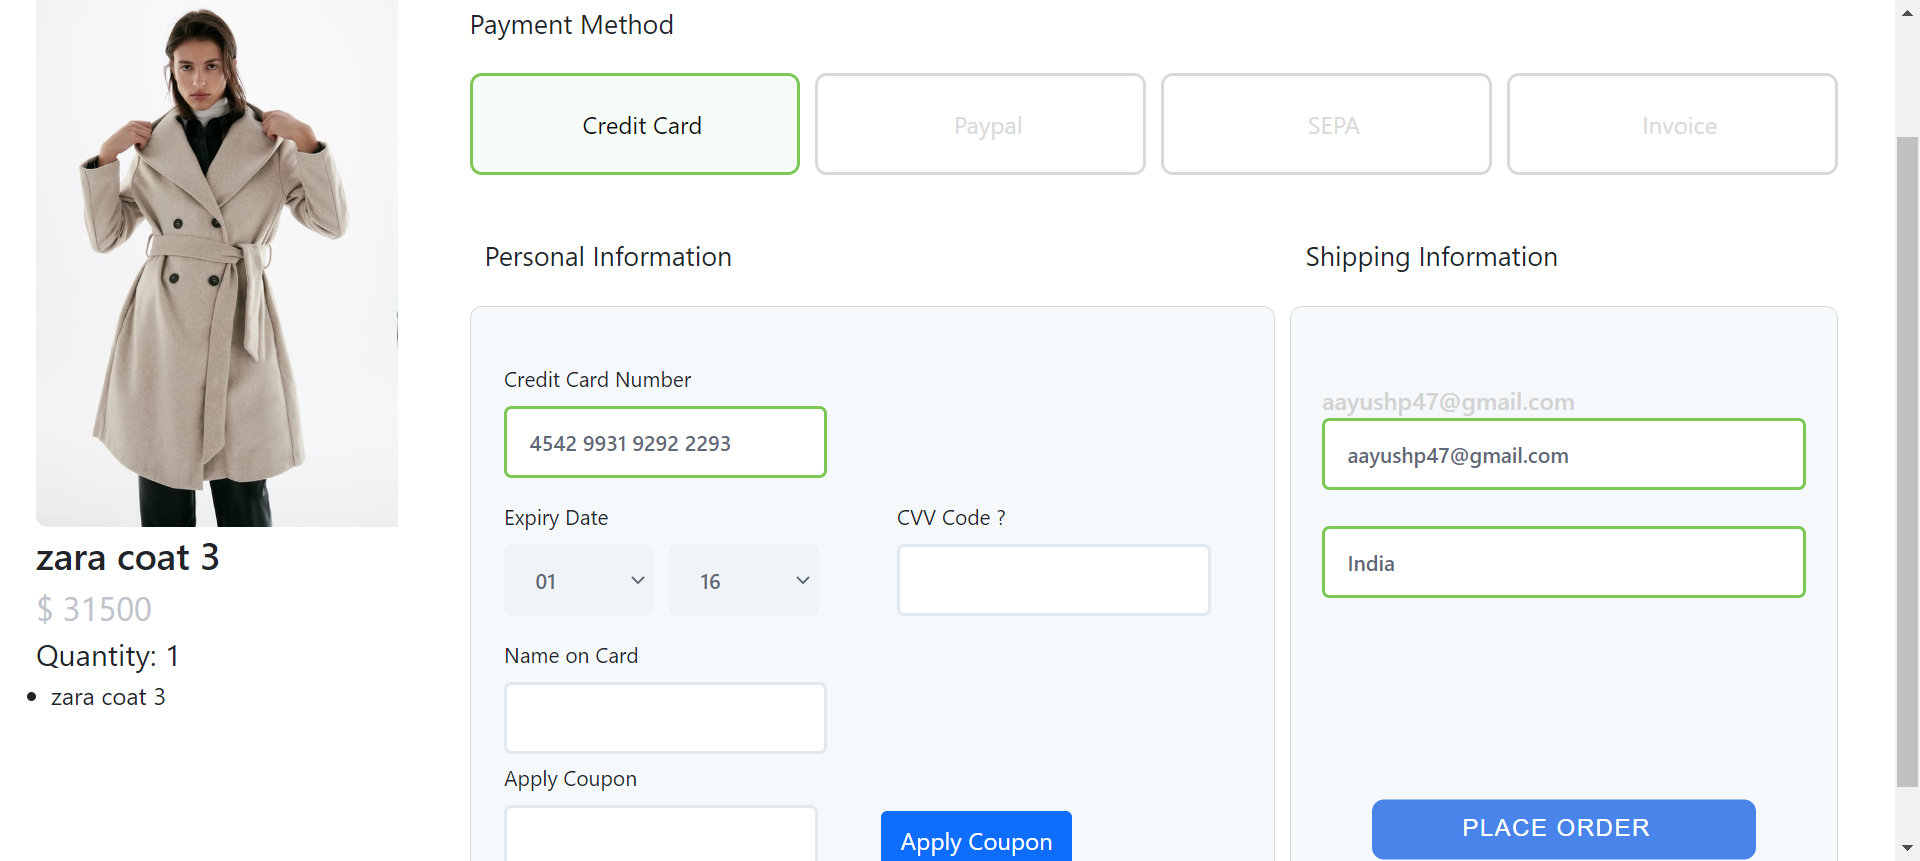 Payment Method
Credit Card
Paypal
SEPA
Invoice
Personal Information
Shipping Information
Credit Card Number
4542 9931 9292 2293
Expiry Date
CVV Code ?
01
16
Name on Card
Apply Coupon
Apply Coupon
aayushp47@gmail.com
aayushp47@gmail.com
India
PLACE ORDER
zara coat 3
$ 31500
Quantity: 1
zara coat 3